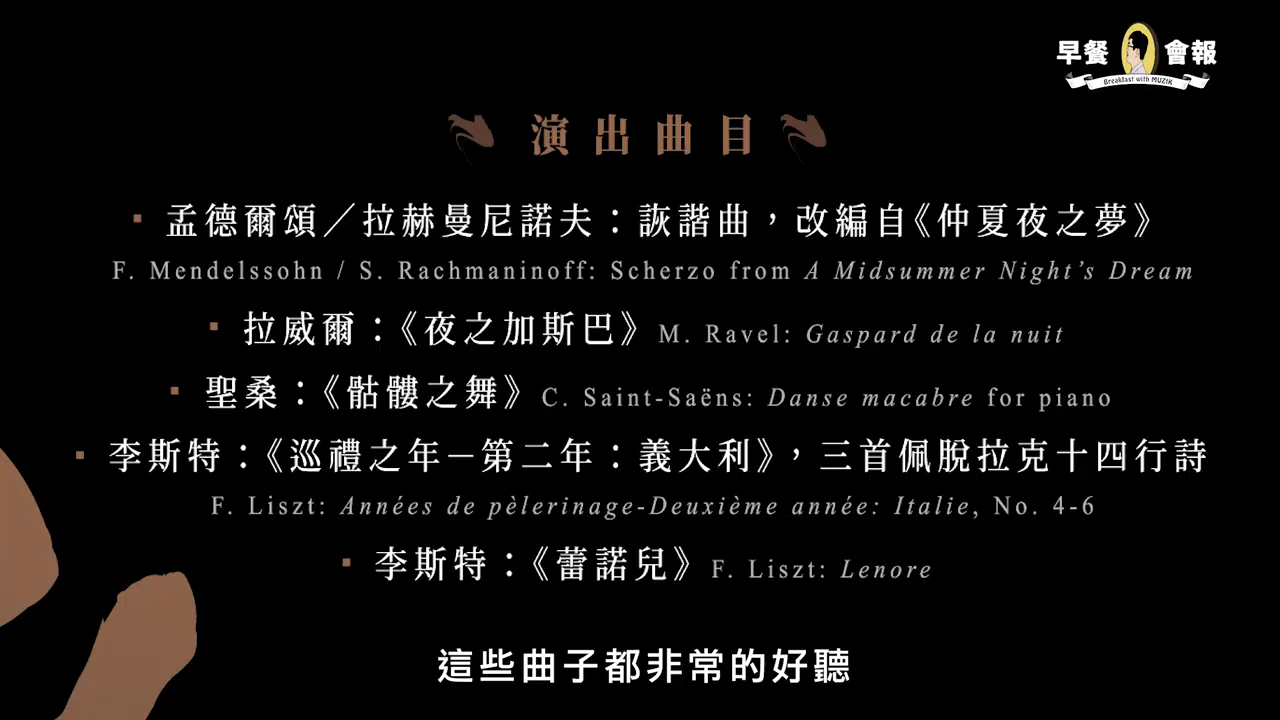 早餐 會報
Breakfast with MUZIK
演出曲目
▪ 孟德爾頌／拉赫曼尼諾夫：詼諧曲，改編自《仲夏夜之夢》
F. Mendelssohn / S. Rachmaninoff: Scherzo from A Midsummer Night’s Dream
▪ 拉威爾：《夜之加斯巴》 M. Ravel: Gaspard de la nuit
▪ 聖桑：《骷髏之舞》 C. Saint-Saëns: Danse macabre for piano
▪ 李斯特：《巡禮之年－第二年：義大利》，三首佩脫拉克十四行詩
F. Liszt: Années de pèlerinage-Deuxième année: Italie, No. 4-6
▪ 李斯特：《蕾諾兒》 F. Liszt: Lenore
這些曲子都非常的好聽